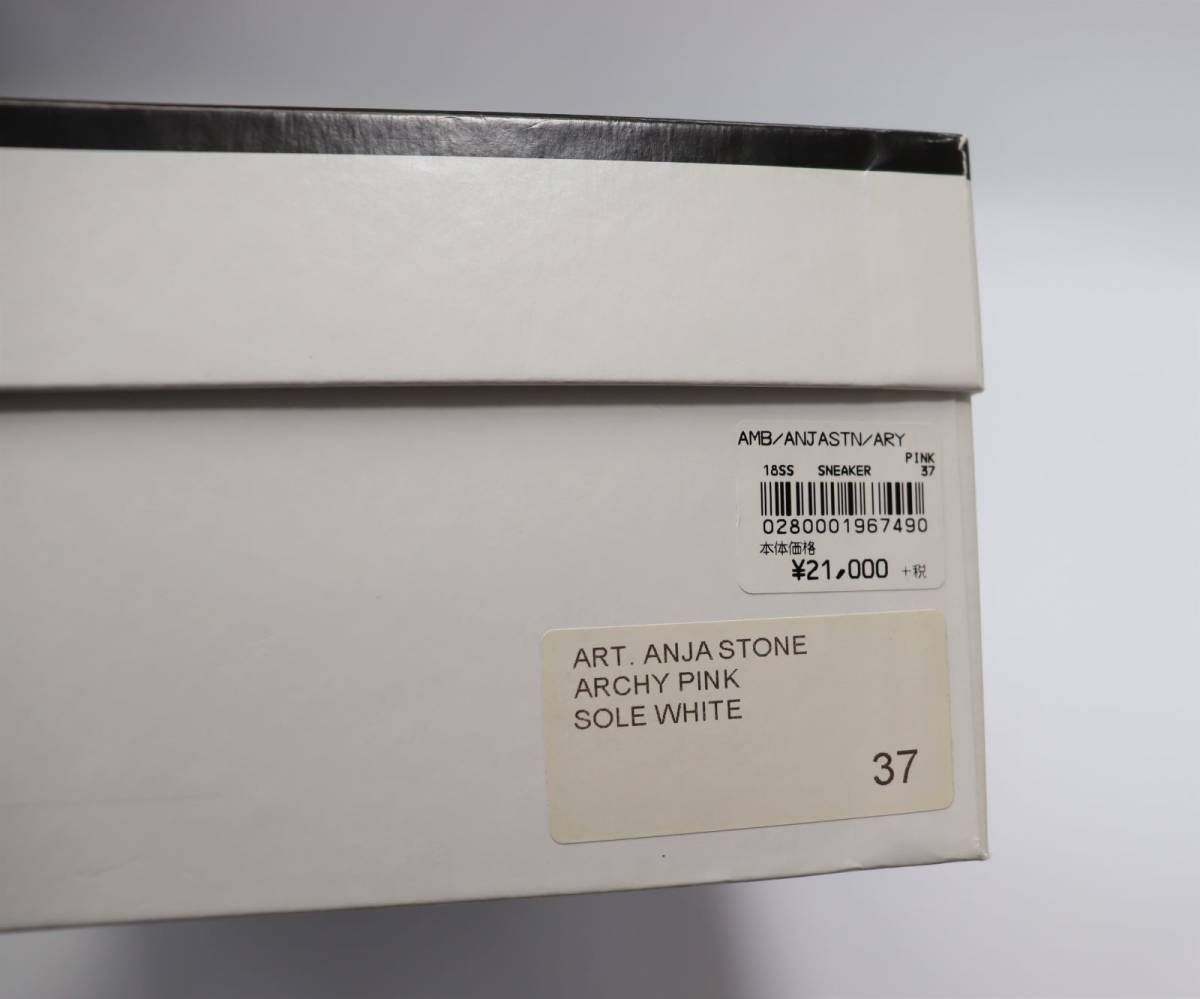 AMB/ANJASTN/ARY
PINK
18SS SNEAKER 37
0280001967490
本体価格
¥21,000 +税
ART. ANJA STONE
ARCHY PINK
SOLE WHITE
37